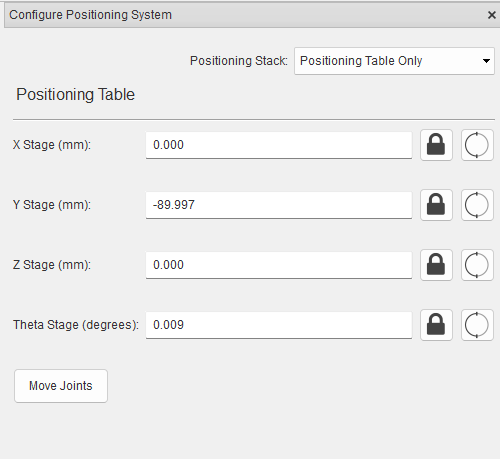 Configure Positioning System
Positioning Stack: Positioning Table Only
Positioning Table
X Stage (mm): 0.000
Y Stage (mm): -89.997
Z Stage (mm): 0.000
Theta Stage (degrees): 0.009
Move Joints